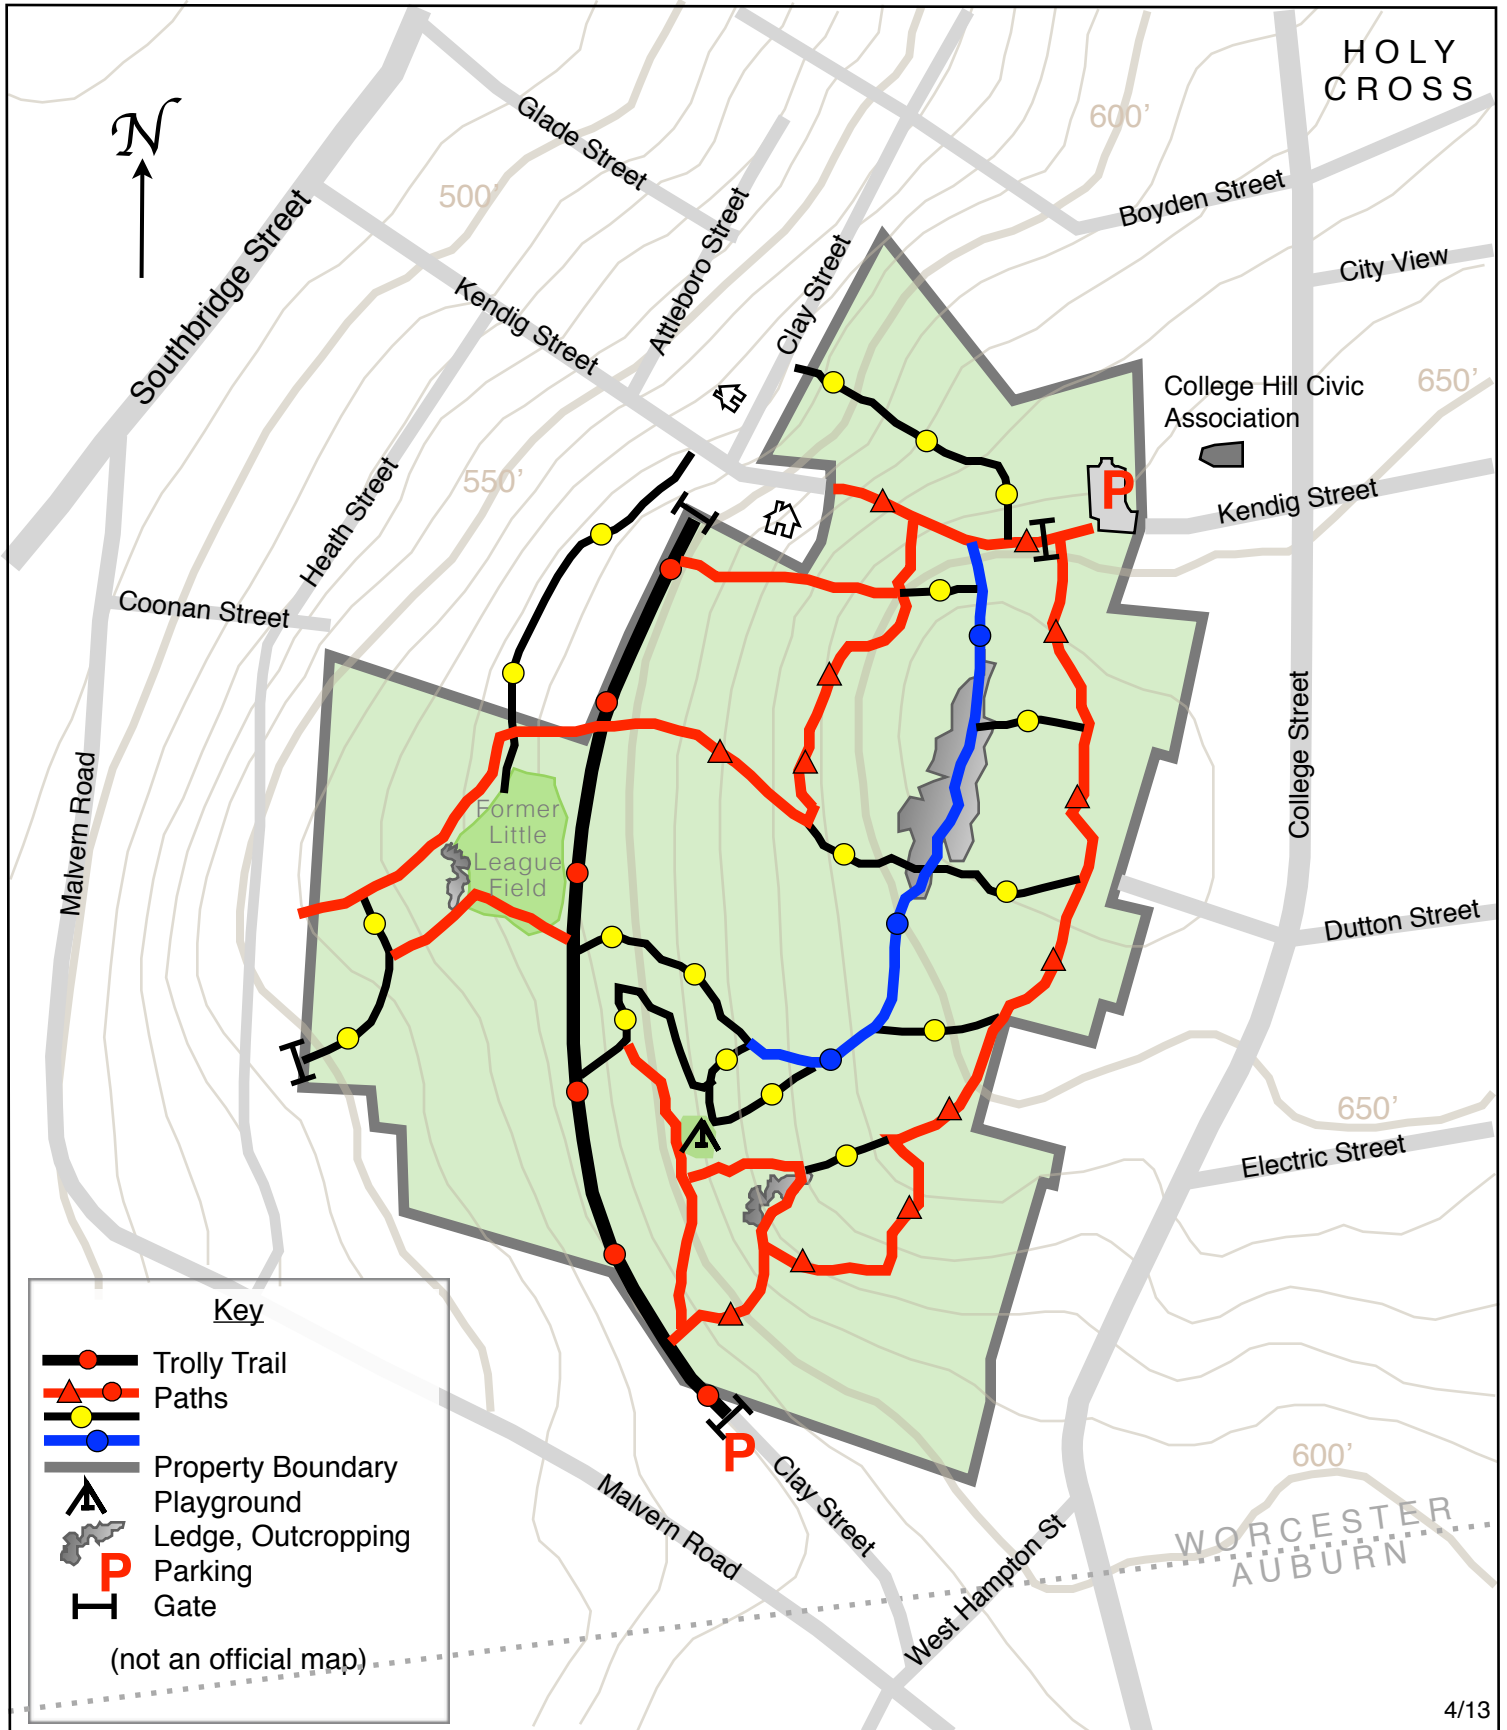 HOLY
CROSS
N
600’
Glade Street
500’
Boyden Street
Attleboro Street
Southbridge Street
Clay Street
City View
Kendig Street
College Hill Civic
Association
650’
550’
P
Kendig Street
Heath Street
Coonan Street
College Street
Malvern Road
Former
Little
League
Field
Dutton Street
650’
Electric Street
Key
Trolly Trail
Paths
Property Boundary
Playground
Ledge, Outcropping
P
Parking
Gate
(not an official map)
P
Clay Street
Malvern Road
600’
WORCESTER
AUBURN
West Hampton St
4/13